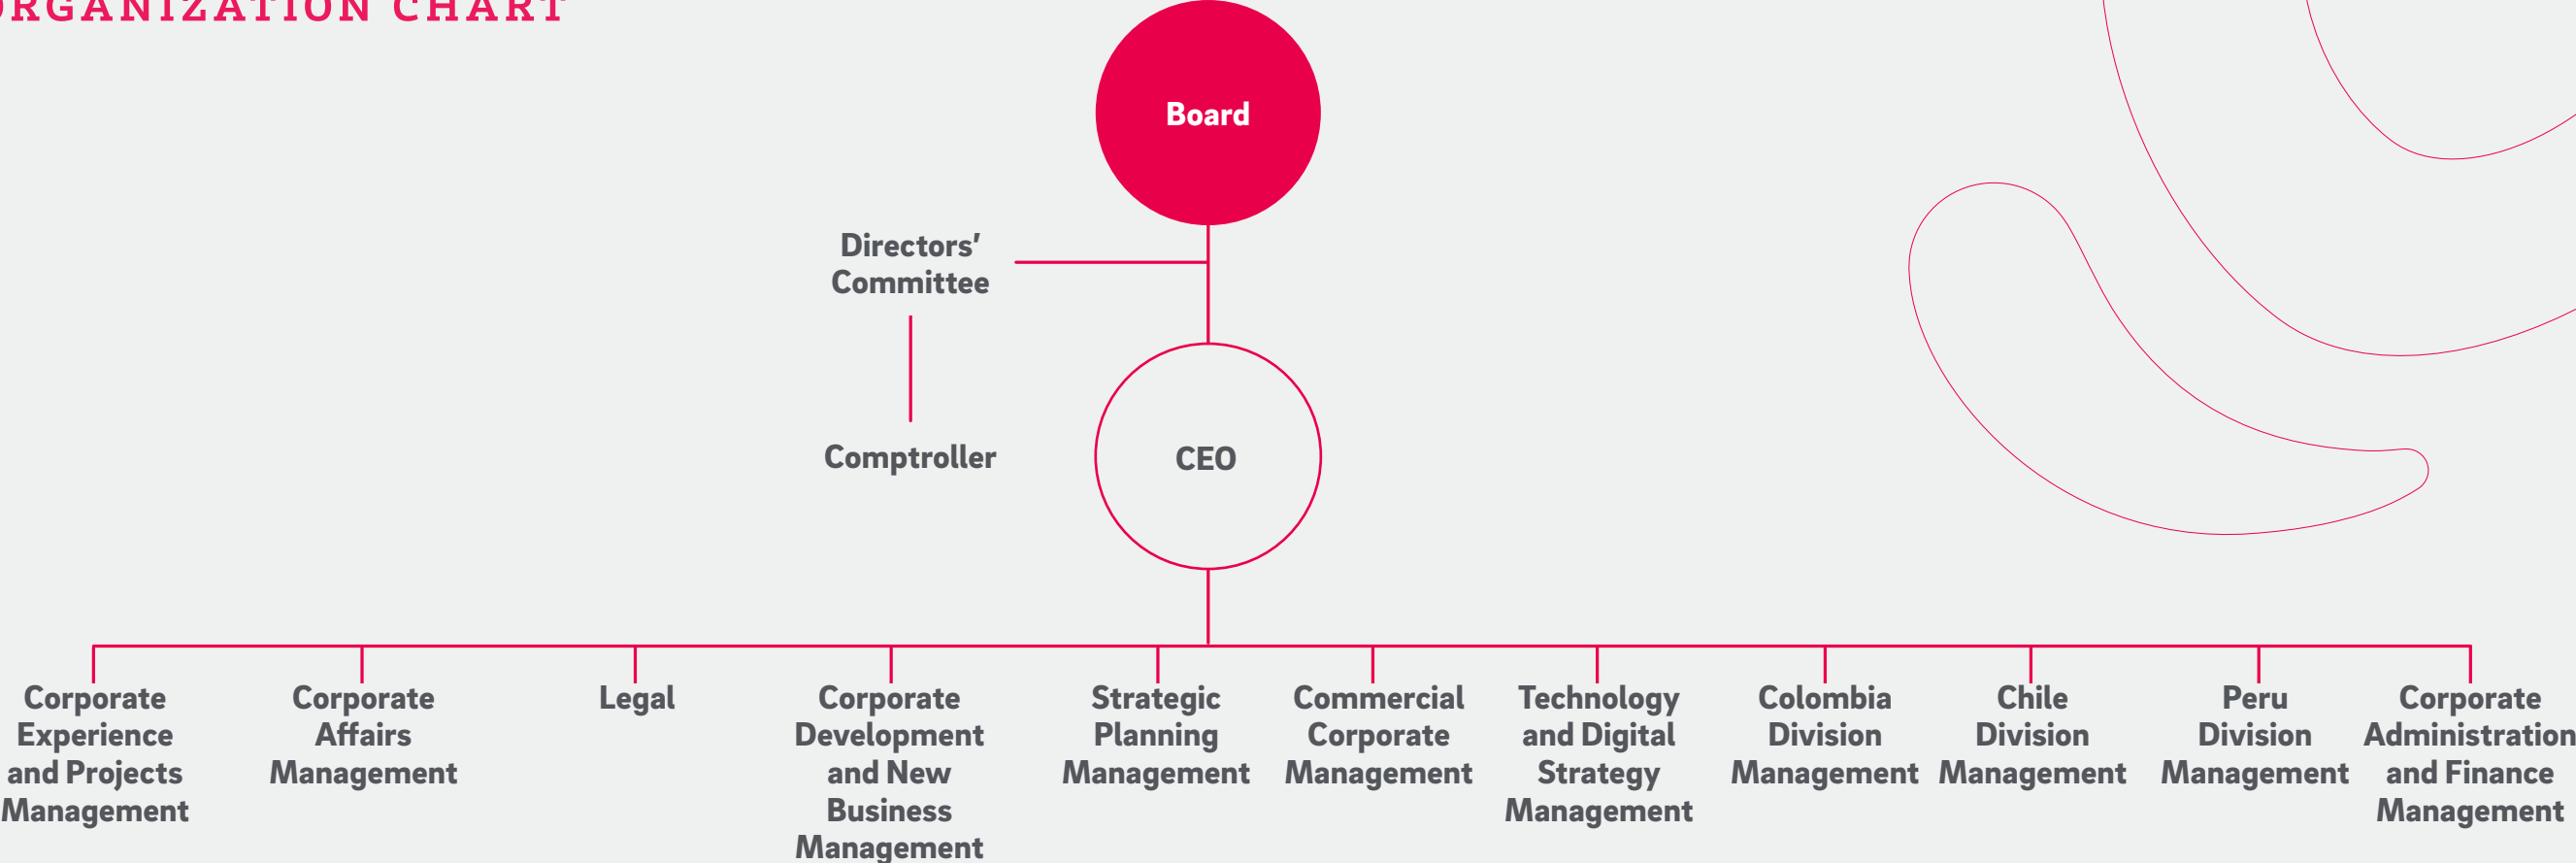 ORGANIZATION CHART
Board
Directors’
Committee
Comptroller
CEO
Corporate
Experience
and Projects
Management
Corporate
Affairs
Management
Legal
Corporate
Development
and New
Business
Management
Strategic
Planning
Management
Commercial
Corporate
Management
Technology
and Digital
Strategy
Management
Colombia
Division
Management
Chile
Division
Management
Peru
Division
Management
Corporate
Administration
and Finance
Management